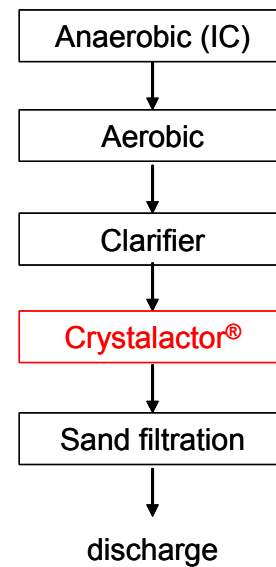 Anaerobic (IC)
Aerobic
Clarifier
Crystalactor®
Sand filtration
discharge